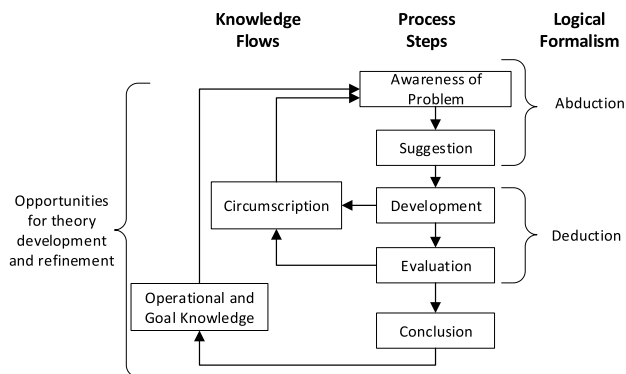 Knowledge
Flows
Process
Steps
Logical
Formalism
Awareness of
Problem
Abduction
Suggestion
Opportunities
for theory
development
and refinement
Circumscription
Development
Deduction
Evaluation
Operational and
Goal Knowledge
Conclusion